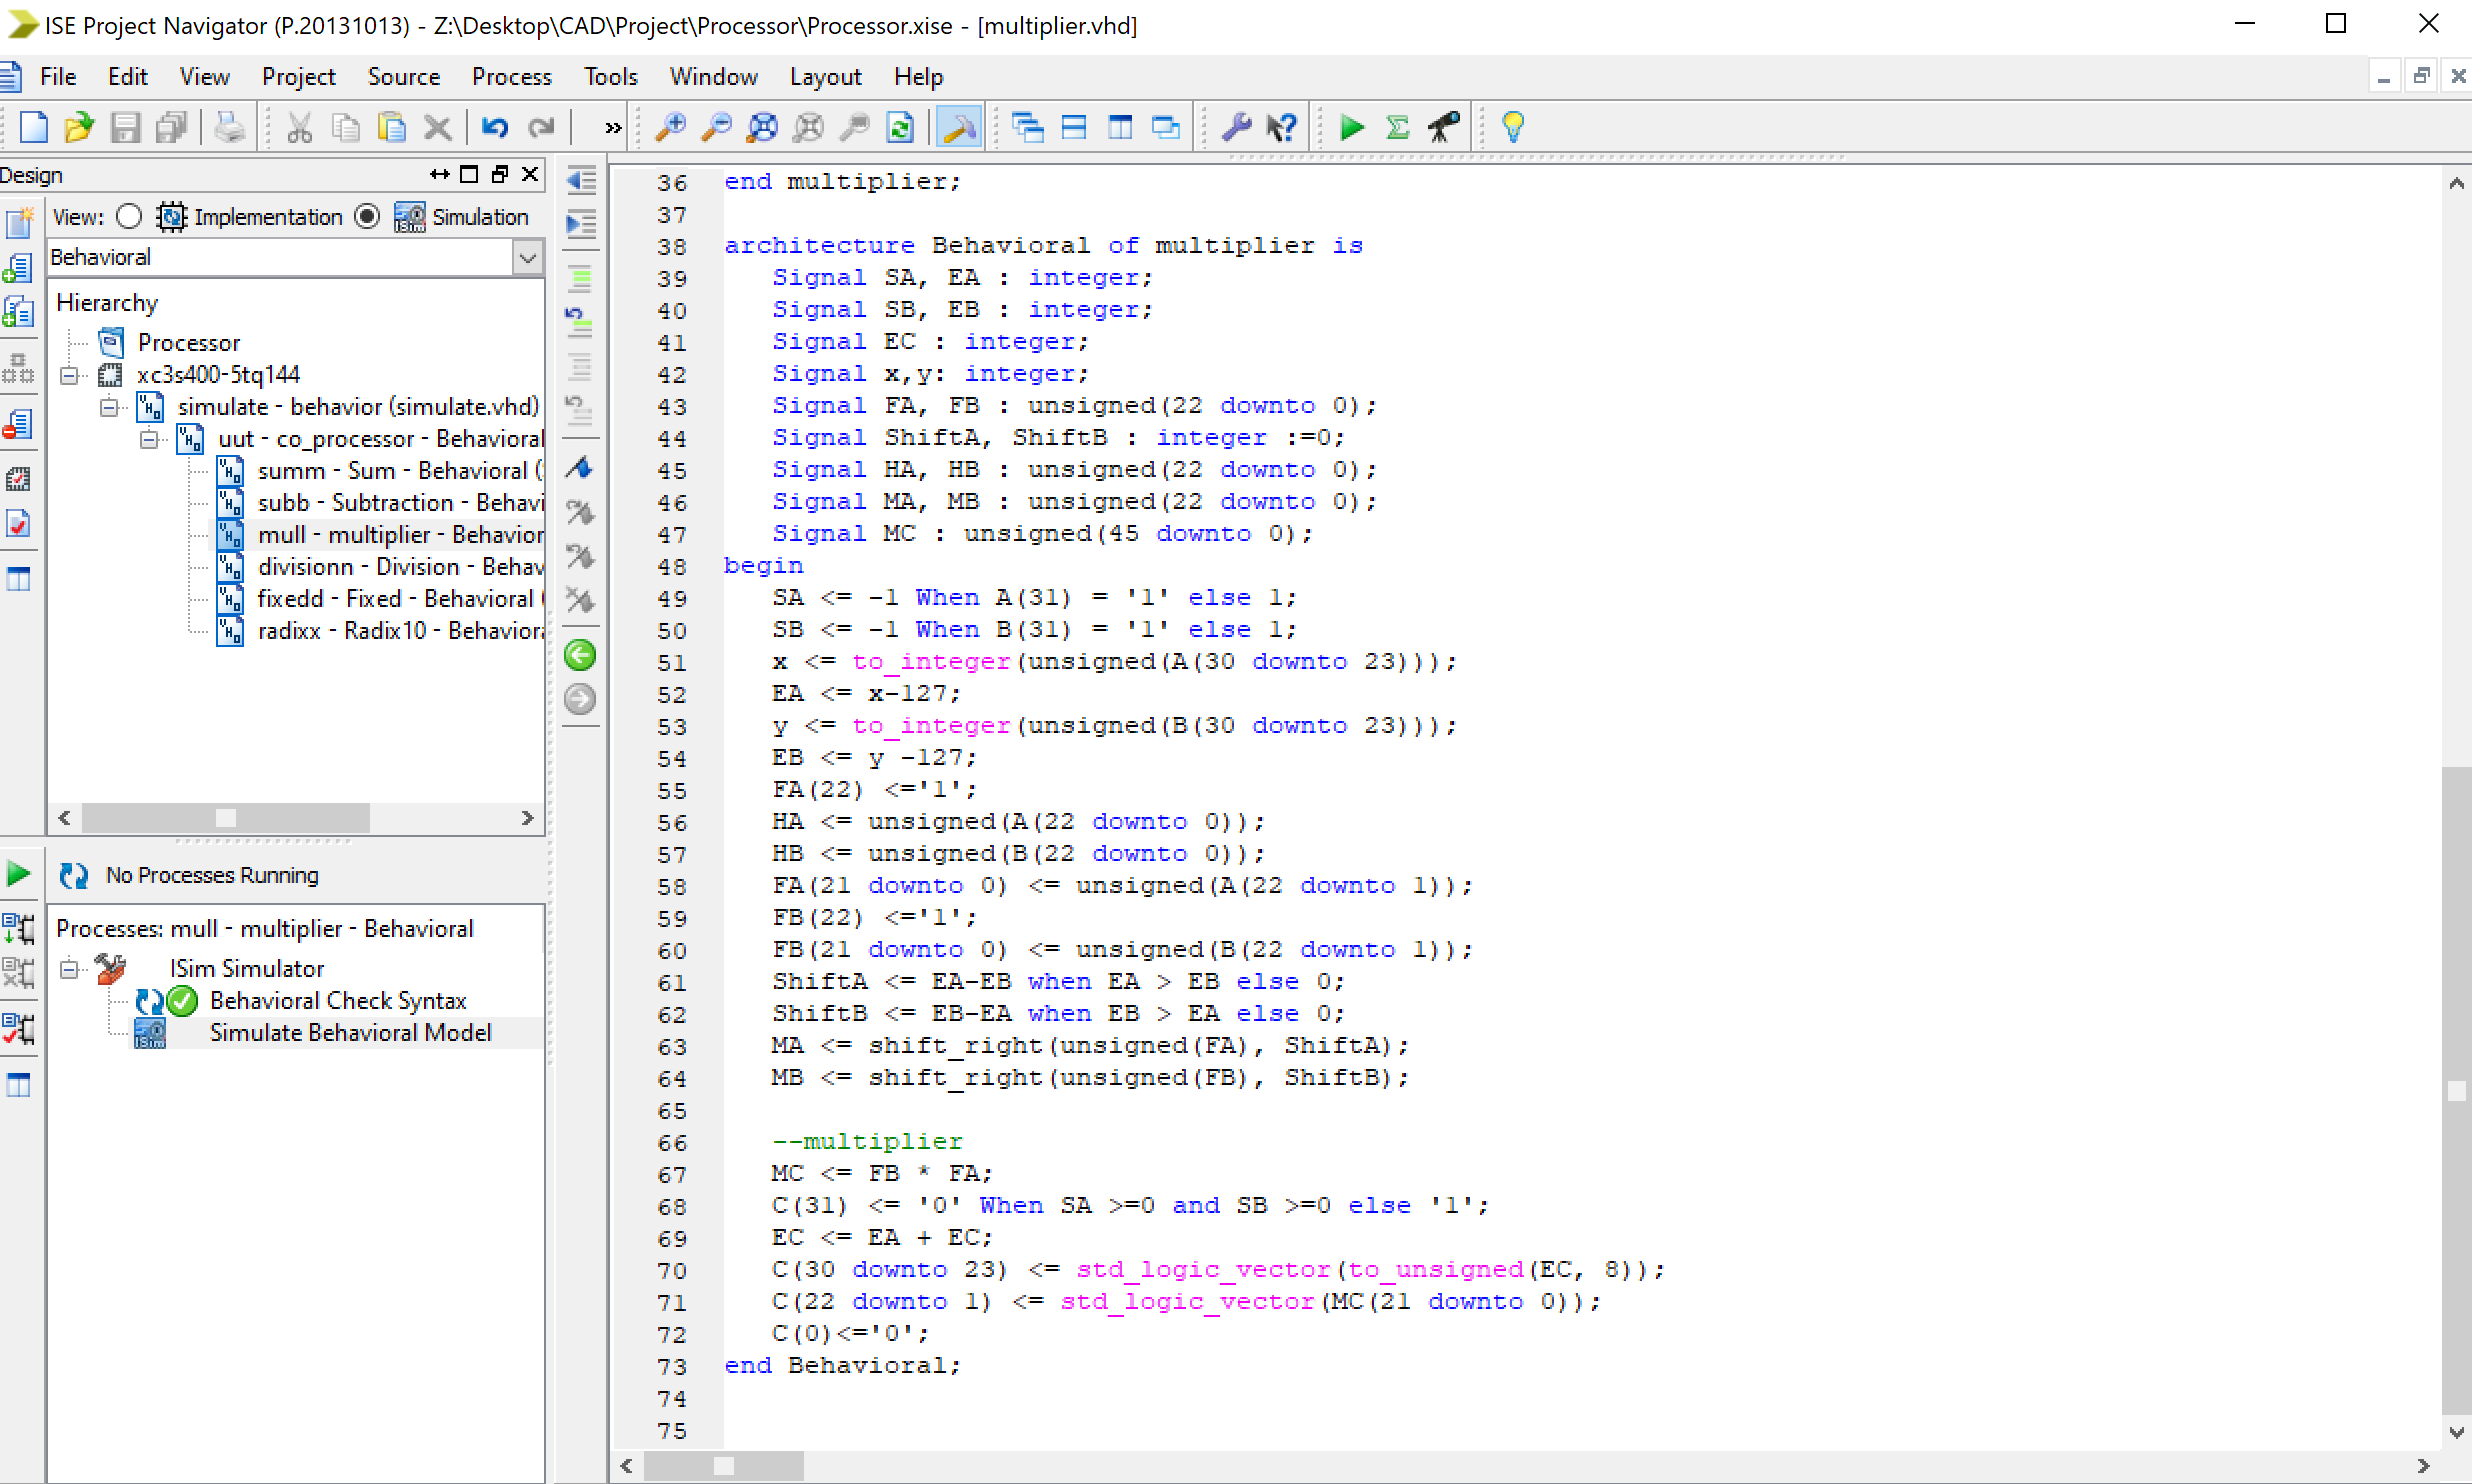 ISE Project Navigator (P.20131013) - Z:\Desktop\CAD\Project\Processor\Processor.xise - [multiplier.vhd]
File Edit View Project Source Process Tools Window Layout Help
»
Design
View: Implementation Simulation
Behavioral
Hierarchy
Processor
xc3s400-5tq144
simulate - behavior (simulate.vhd)
uut - co_processor - Behavioral
summ - Sum - Behavioral (
subb - Subtraction - Behavi
mull - multiplier - Behavior
divisionn - Division - Behav
fixedd - Fixed - Behavioral (
radixx - Radix10 - Behavior
No Processes Running
Processes: mull - multiplier - Behavioral
ISim Simulator
Behavioral Check Syntax
Simulate Behavioral Model
36 end multiplier;
37
38 architecture Behavioral of multiplier is
39 Signal SA, EA : integer;
40 Signal SB, EB : integer;
41 Signal EC : integer;
42 Signal x,y: integer;
43 Signal FA, FB : unsigned(22 downto 0);
44 Signal ShiftA, ShiftB : integer :=0;
45 Signal HA, HB : unsigned(22 downto 0);
46 Signal MA, MB : unsigned(22 downto 0);
47 Signal MC : unsigned(45 downto 0);
48 begin
49 SA <= -1 When A(31) = '1' else 1;
50 SB <= -1 When B(31) = '1' else 1;
51 x <= to_integer(unsigned(A(30 downto 23)));
52 EA <= x-127;
53 y <= to_integer(unsigned(B(30 downto 23)));
54 EB <= y -127;
55 FA(22) <='1';
56 HA <= unsigned(A(22 downto 0));
57 HB <= unsigned(B(22 downto 0));
58 FA(21 downto 0) <= unsigned(A(22 downto 1));
59 FB(22) <='1';
60 FB(21 downto 0) <= unsigned(B(22 downto 1));
61 ShiftA <= EA-EB when EA > EB else 0;
62 ShiftB <= EB-EA when EB > EA else 0;
63 MA <= shift_right(unsigned(FA), ShiftA);
64 MB <= shift_right(unsigned(FB), ShiftB);
65
66 --multiplier
67 MC <= FB * FA;
68 C(31) <= '0' When SA >=0 and SB >=0 else '1';
69 EC <= EA + EC;
70 C(30 downto 23) <= std_logic_vector(to_unsigned(EC, 8));
71 C(22 downto 1) <= std_logic_vector(MC(21 downto 0));
72 C(0)<='0';
73 end Behavioral;
74
75